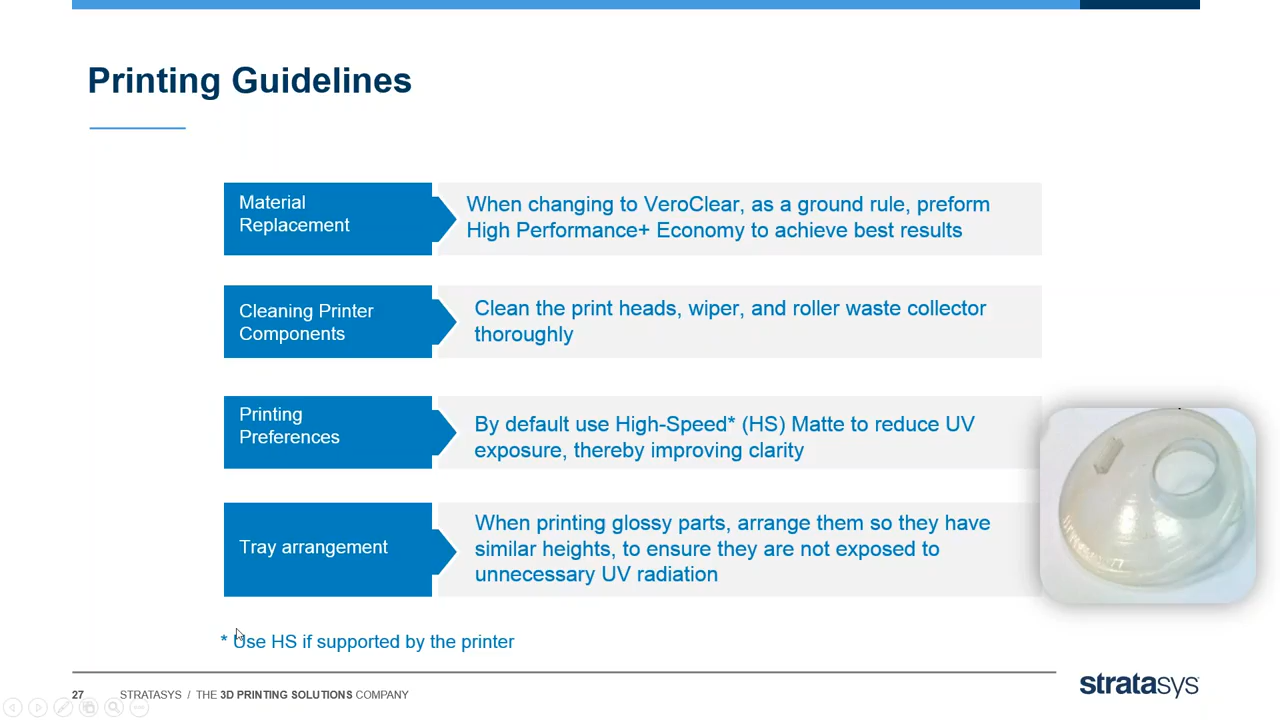 Printing Guidelines
Material
Replacement
When changing to VeroClear, as a ground rule, preform
High Performance+ Economy to achieve best results
Cleaning Printer
Components
Clean the print heads, wiper, and roller waste collector
thoroughly
Printing
Preferences
By default use High-Speed* (HS) Matte to reduce UV
exposure, thereby improving clarity
Tray arrangement
When printing glossy parts, arrange them so they have
similar heights, to ensure they are not exposed to
unnecessary UV radiation
* Use HS if supported by the printer
27 STRATASYS / THE 3D PRINTING SOLUTIONS COMPANY
stratasys